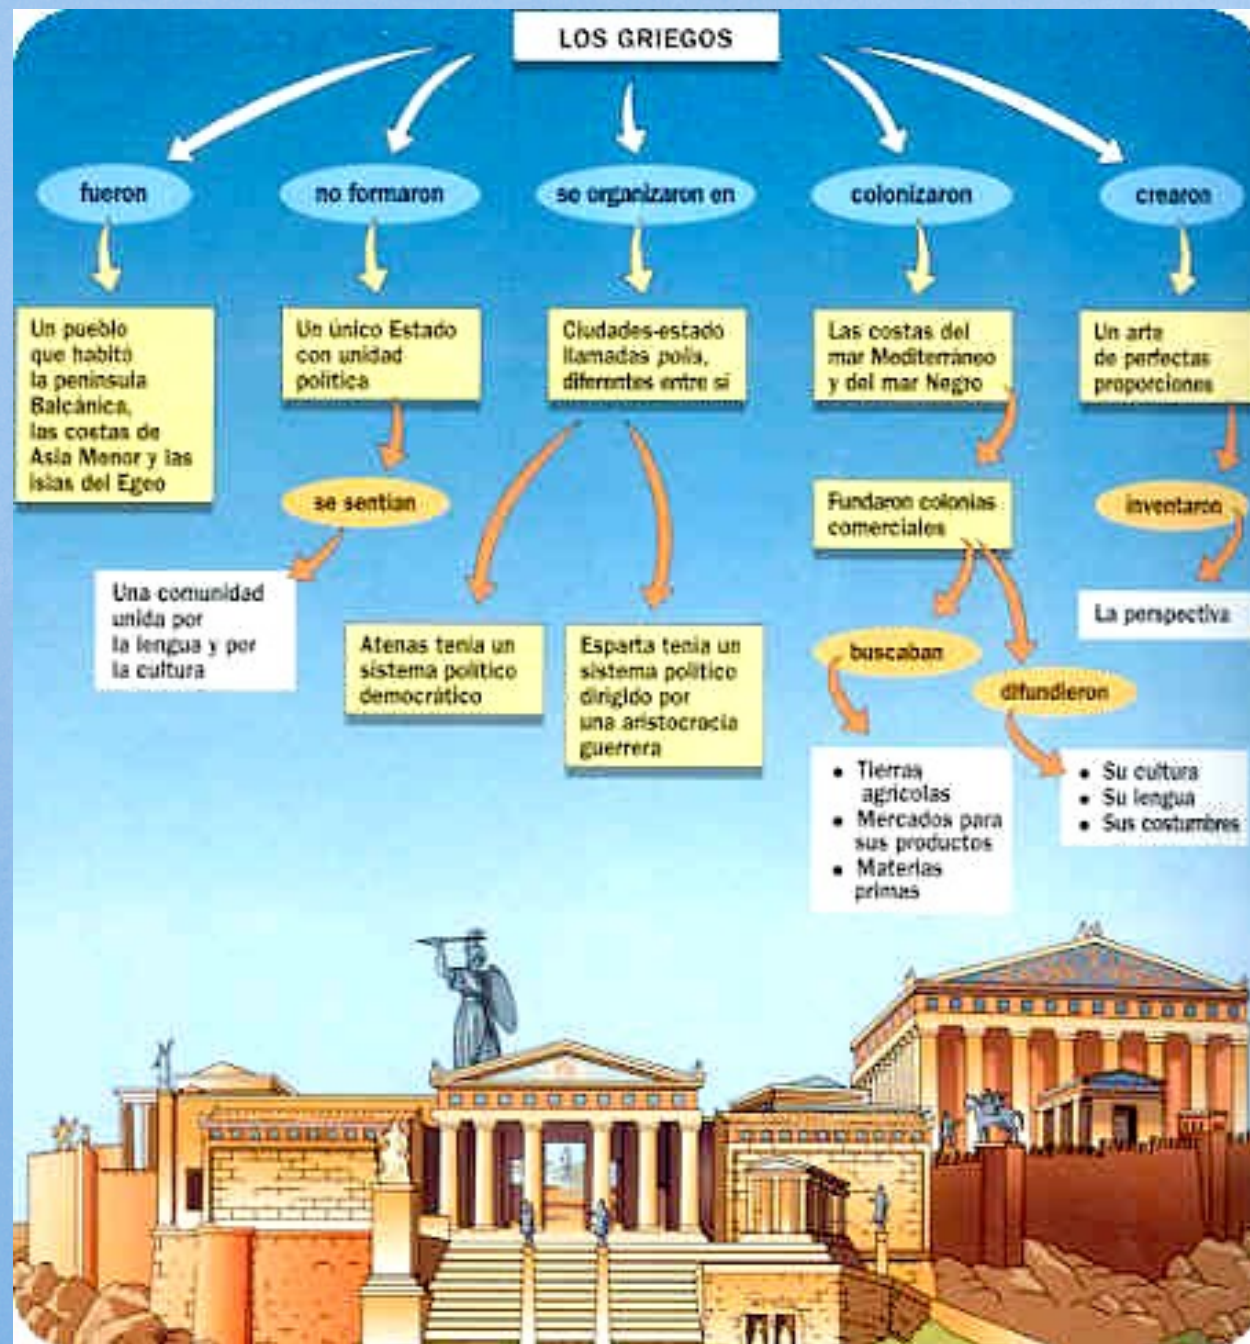 LOS GRIEGOS
fueron
no formaron
se organizaron en
colonizaron
crearon
Un pueblo
que habitó
la península
Balcánica,
las costas de
Asia Menor y las
islas del Egeo
Un único Estado
con unidad
política
se sentían
Una comunidad
unida por
la lengua y por
la cultura
Ciudades-estado
llamadas polis,
diferentes entre sí
Atenas tenía un
sistema político
democrático
Esparta tenía un
sistema político
dirigido por
una aristocracia
guerrera
Las costas del
mar Mediterráneo
y del mar Negro
Fundaron colonias
comerciales
buscaban
• Tierras
agrícolas
• Mercados para
sus productos
• Materias
primas
difundieron
• Su cultura
• Su lengua
• Sus costumbres
Un arte
de perfectas
proporciones
inventaron
La perspectiva